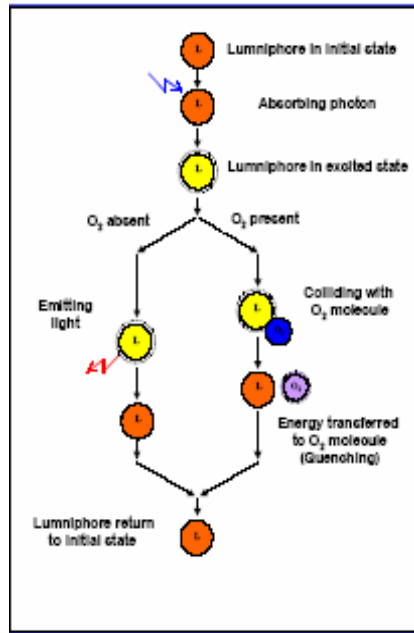 L
Lumniphore in initial state
L
Absorbing photon
L
Lumniphore in excited state
O₂ absent
O₂ present
Emitting
light
L
L
Colliding with
O₂ molecule
L
O₂
L
Energy transferred
to O₂ molecule
(Quenching)
Lumniphore return
to initial state
L